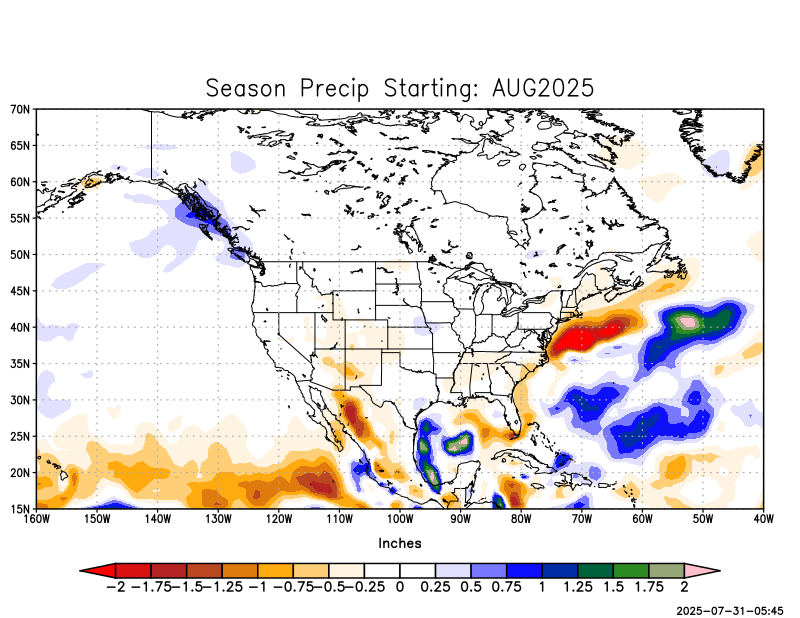 Season Precip Starting: AUG2025
70N
65N
60N
55N
50N
45N
40N
35N
30N
25N
20N
15N
160W 150W 140W 130W 120W 110W 100W 90W 80W 70W 60W 50W 40W
Inches
−2 −1.75−1.5−1.25 −1 −0.75−0.5−0.25 0 0.25 0.5 0.75 1 1.25 1.5 1.75 2
2025-07-31-05:45